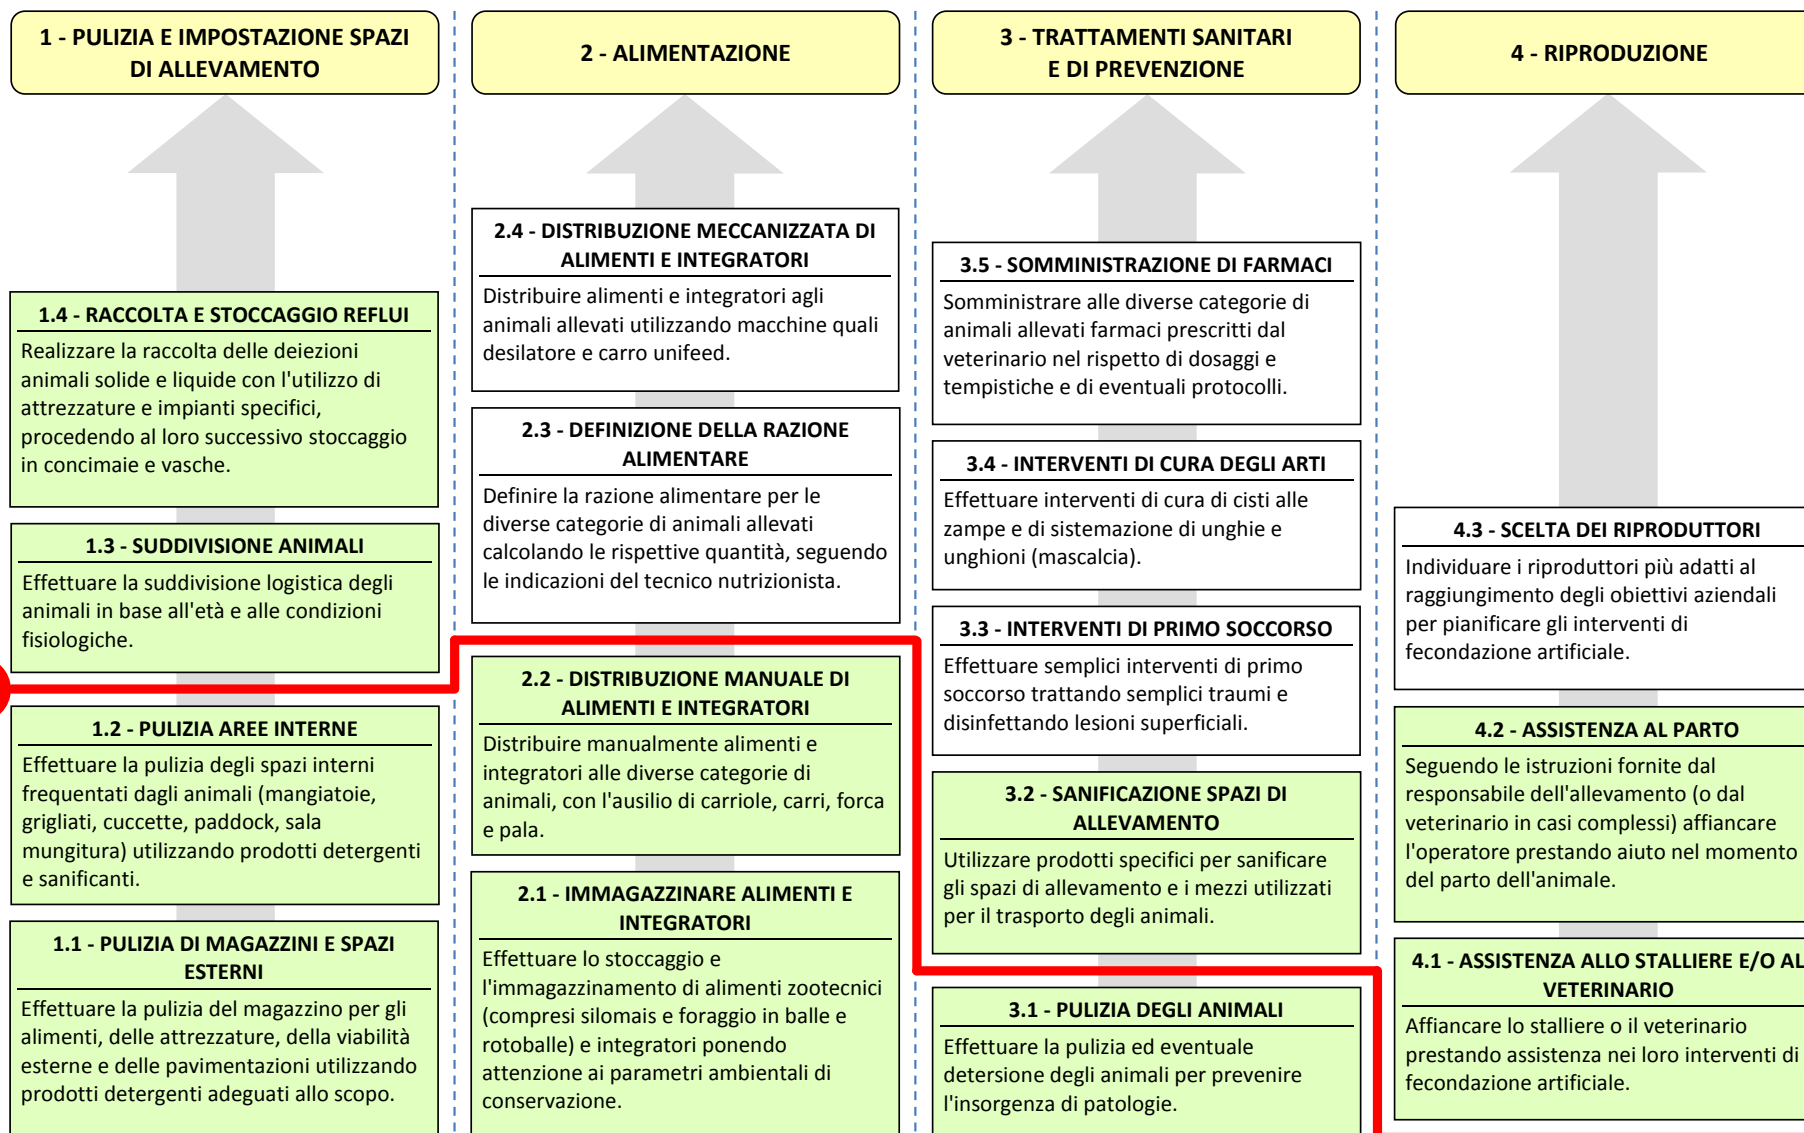 1 - PULIZIA E IMPOSTAZIONE SPAZI
DI ALLEVAMENTO
1.4 - RACCOLTA E STOCCAGGIO REFLUI
Realizzare la raccolta delle deiezioni
animali solide e liquide con l'utilizzo di
attrezzature e impianti specifici,
procedendo al loro successivo stoccaggio
in concimaie e vasche.
1.3 - SUDDIVISIONE ANIMALI
Effettuare la suddivisione logistica degli
animali in base all'età e alle condizioni
fisiologiche.
1.2 - PULIZIA AREE INTERNE
Effettuare la pulizia degli spazi interni
frequentati dagli animali (mangiatoie,
grigliati, cuccette, paddock, sala
mungitura) utilizzando prodotti detergenti
e sanificanti.
1.1 - PULIZIA DI MAGAZZINI E SPAZI
ESTERNI
Effettuare la pulizia del magazzino per gli
alimenti, delle attrezzature, della viabilità
esterne e delle pavimentazioni utilizzando
prodotti detergenti adeguati allo scopo.
2 - ALIMENTAZIONE
2.4 - DISTRIBUZIONE MECCANIZZATA DI
ALIMENTI E INTEGRATORI
Distribuire alimenti e integratori agli
animali allevati utilizzando macchine quali
desilatore e carro unifeed.
2.3 - DEFINIZIONE DELLA RAZIONE
ALIMENTARE
Definire la razione alimentare per le
diverse categorie di animali allevati
calcolando le rispettive quantità, seguendo
le indicazioni del tecnico nutrizionista.
2.2 - DISTRIBUZIONE MANUALE DI
ALIMENTI E INTEGRATORI
Distribuire manualmente alimenti e
integratori alle diverse categorie di
animali, con l'ausilio di carriole, carri, forca
e pala.
2.1 - IMMAGAZZINARE ALIMENTI E
INTEGRATORI
Effettuare lo stoccaggio e
l'immagazzinamento di alimenti zootecnici
(compresi silomais e foraggio in balle e
rotoballe) e integratori ponendo
attenzione ai parametri ambientali di
conservazione.
3 - TRATTAMENTI SANITARI
E DI PREVENZIONE
3.5 - SOMMINISTRAZIONE DI FARMACI
Somministrare alle diverse categorie di
animali allevati farmaci prescritti dal
veterinario nel rispetto di dosaggi e
tempistiche e di eventuali protocolli.
3.4 - INTERVENTI DI CURA DEGLI ARTI
Effettuare interventi di cura di cisti alle
zampe e di sistemazione di unghie e
unghioni (mascalcia).
3.3 - INTERVENTI DI PRIMO SOCCORSO
Effettuare semplici interventi di primo
soccorso trattando semplici traumi e
disinfettando lesioni superficiali.
3.2 - SANIFICAZIONE SPAZI DI
ALLEVAMENTO
Utilizzare prodotti specifici per sanificare
gli spazi di allevamento e i mezzi utilizzati
per il trasporto degli animali.
3.1 - PULIZIA DEGLI ANIMALI
Effettuare la pulizia ed eventuale
detersione degli animali per prevenire
l'insorgenza di patologie.
4 - RIPRODUZIONE
4.3 - SCELTA DEI RIPRODUTTORI
Individuare i riproduttori più adatti al
raggiungimento degli obiettivi aziendali
per pianificare gli interventi di
fecondazione artificiale.
4.2 - ASSISTENZA AL PARTO
Seguendo le istruzioni fornite dal
responsabile dell'allevamento (o dal
veterinario in casi complessi) affiancare
l'operatore prestando aiuto nel momento
del parto dell'animale.
4.1 - ASSISTENZA ALLO STALLIERE E/O AL
VETERINARIO
Affiancare lo stalliere o il veterinario
prestando assistenza nei loro interventi di
fecondazione artificiale.